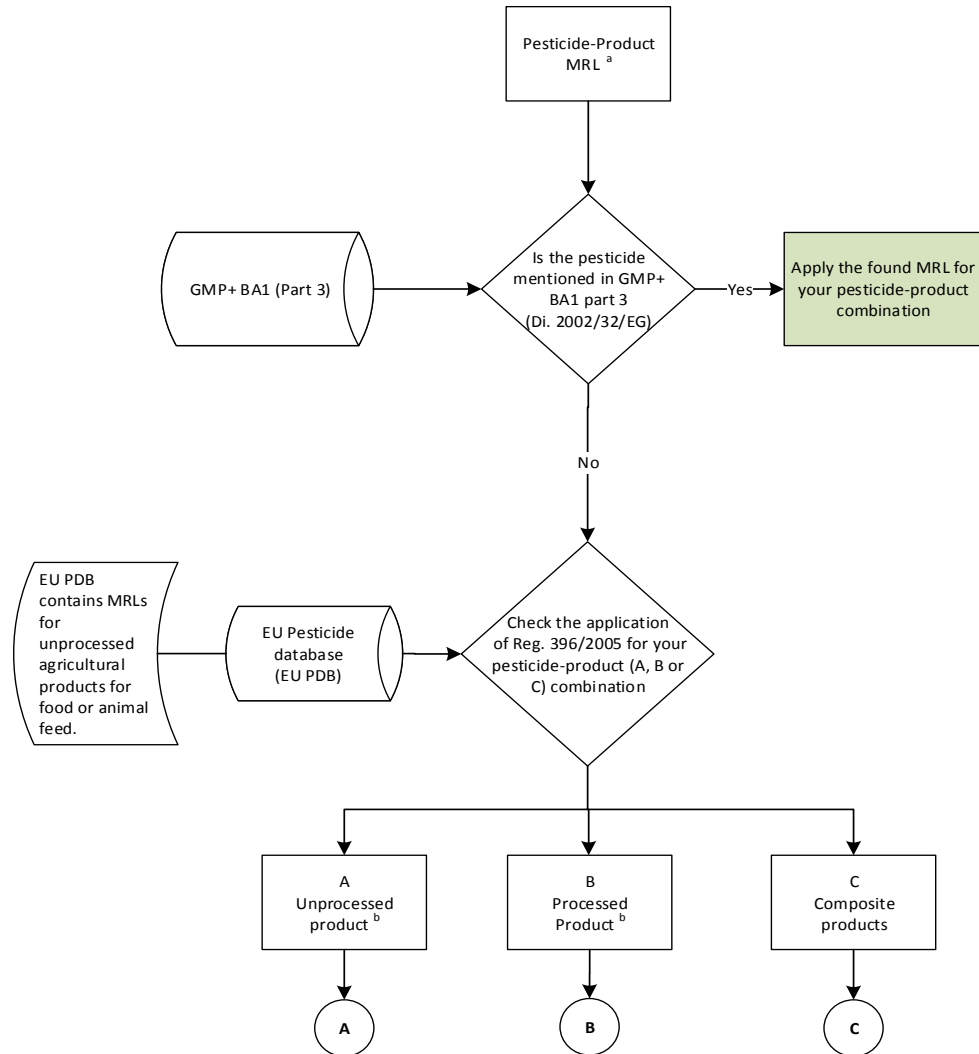 Pesticide-Product
MRL a
GMP+ BA1 (Part 3)
Is the pesticide
mentioned in GMP+
BA1 part 3
(Di. 2002/32/EG)
Yes
Apply the found MRL for
your pesticide-product
combination
No
EU PDB
contains MRLs
for
unprocessed
agricultural
products for
food or animal
feed.
EU Pesticide
database
(EU PDB)
Check the application
of Reg. 396/2005 for your
pesticide-product (A, B or
C) combination
A
Unprocessed
product b
B
Processed
Product b
C
Composite
products
A
B
C